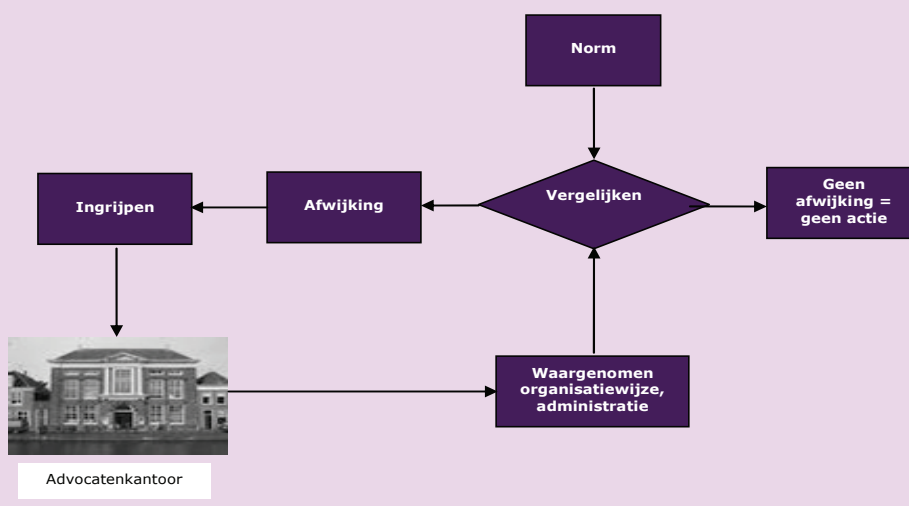 Norm
Vergelijken
Geen
afwijking =
geen actie
Afwijking
Ingrijpen
Waargenomen
organisatiewijze,
administratie
Advocatenkantoor